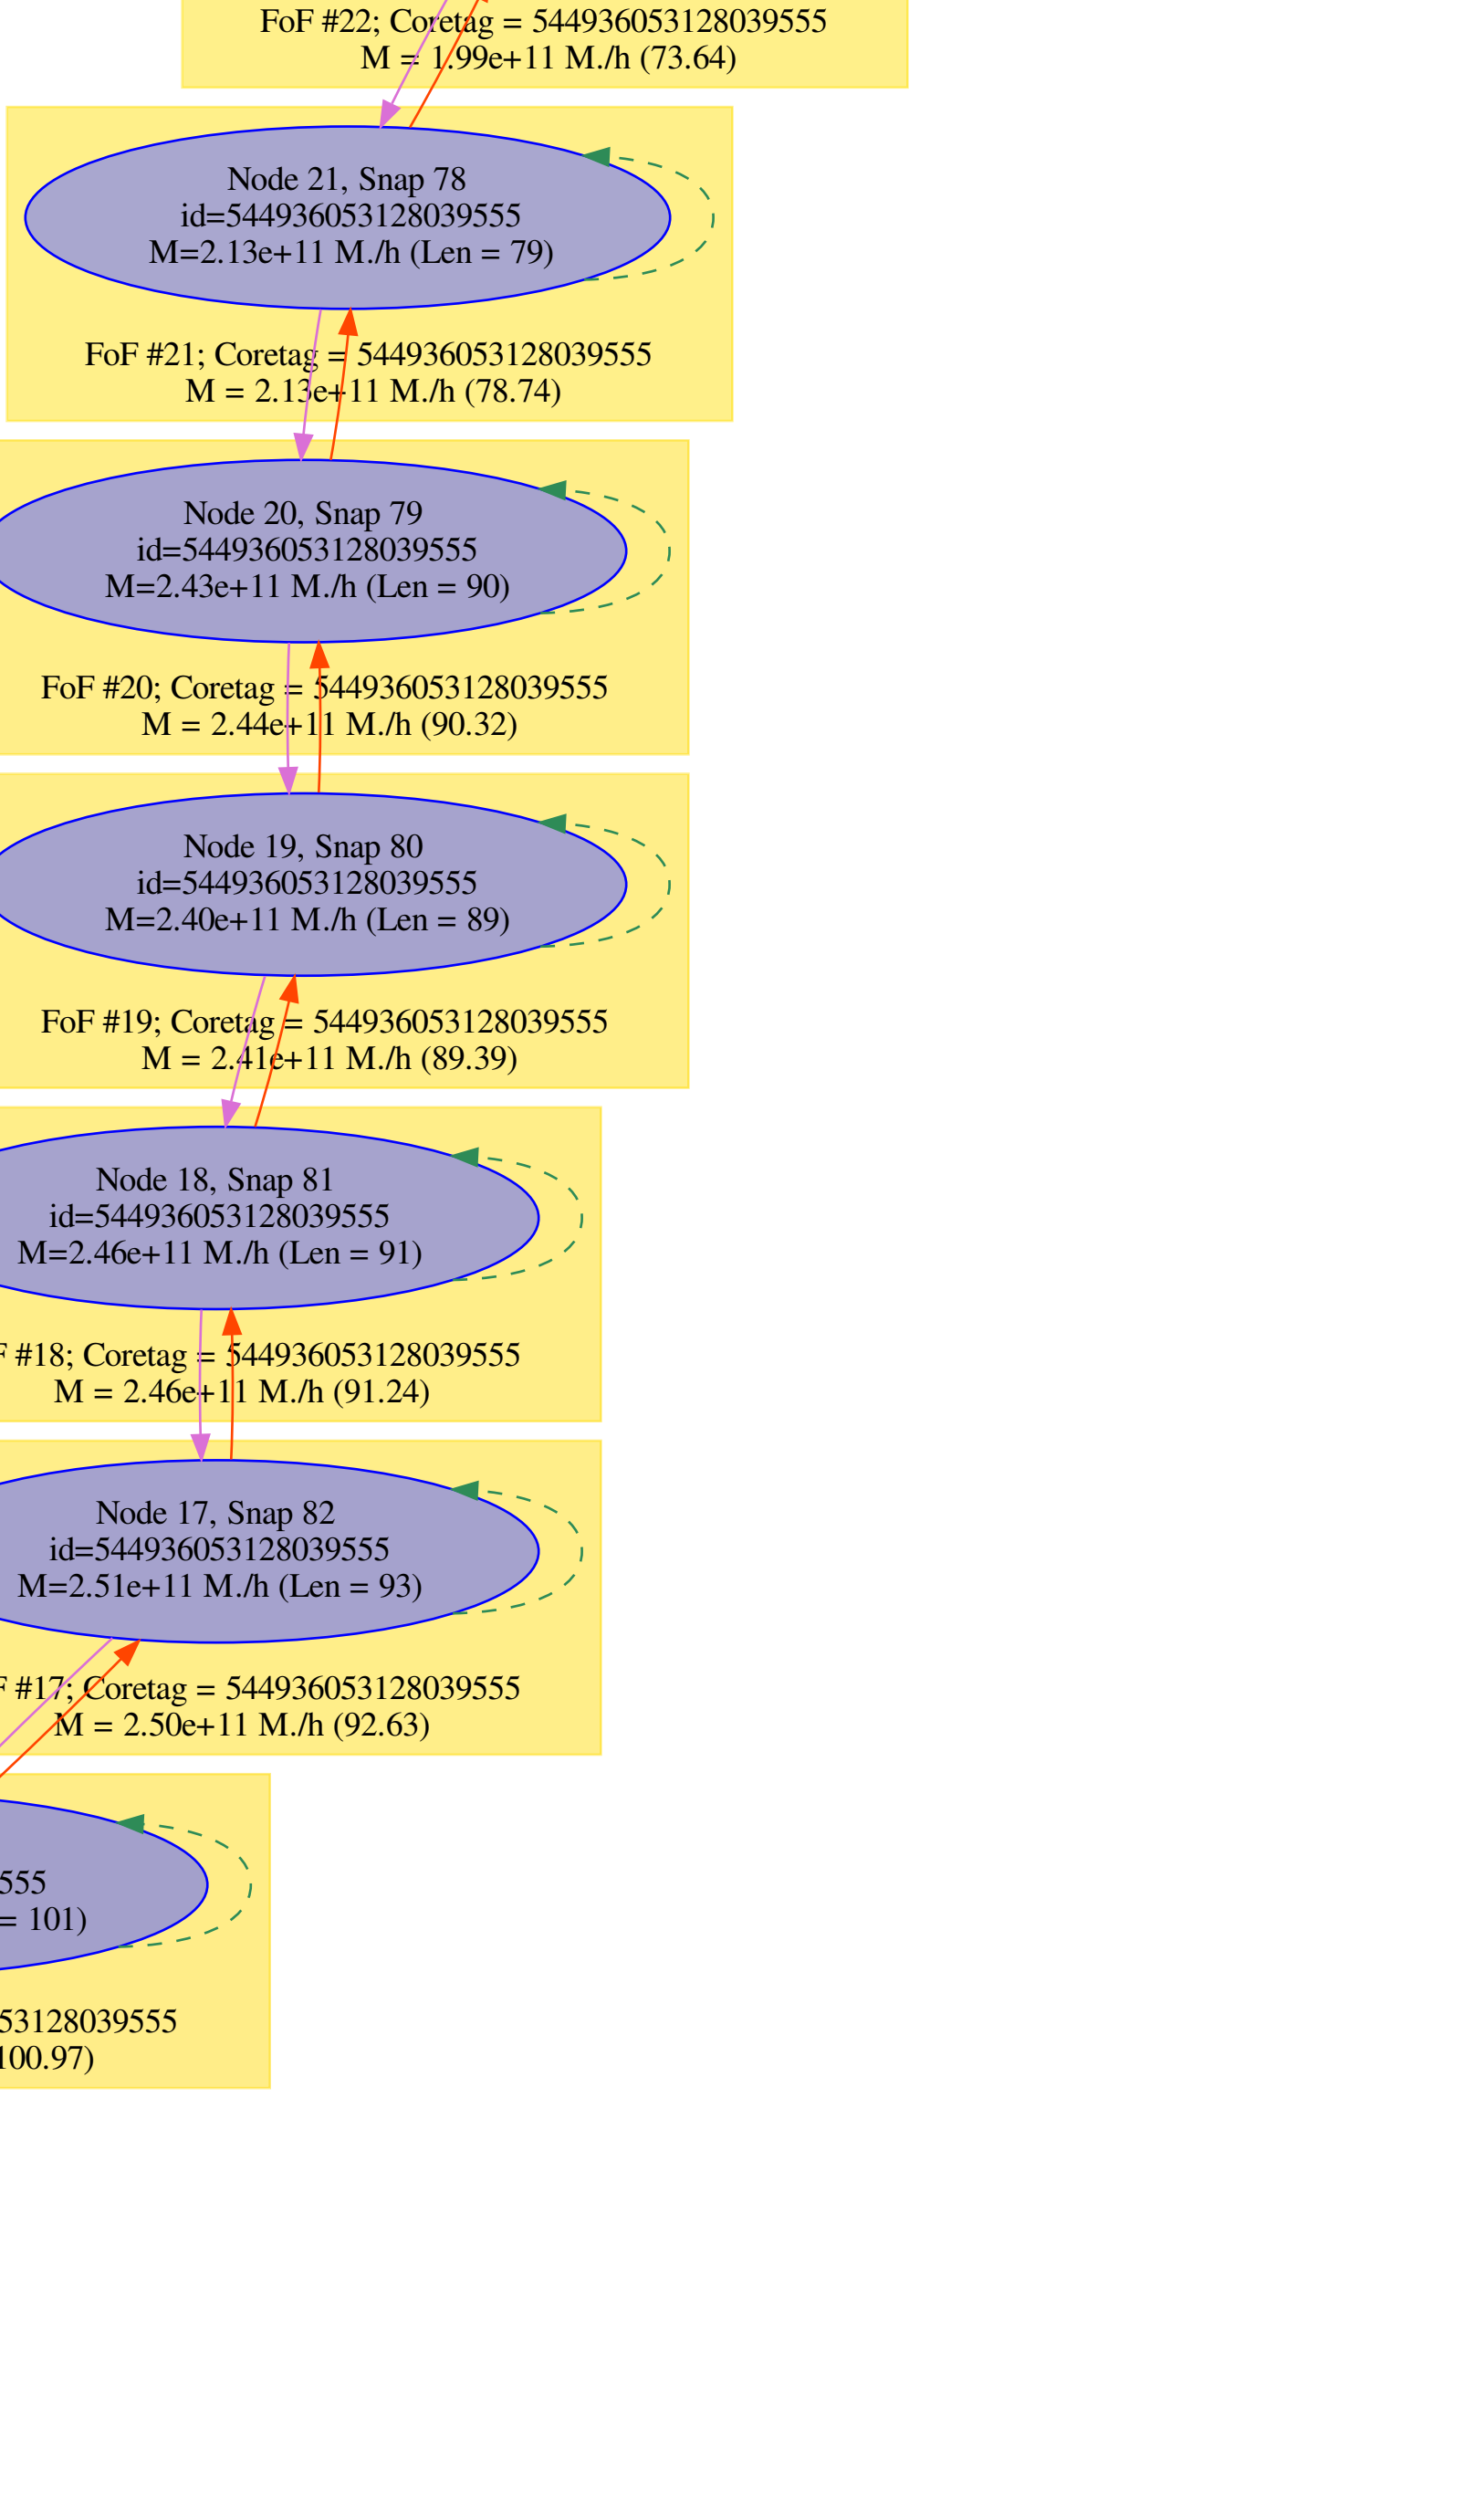 FoF #22; Coretag = 544936053128039555
M = 1.99e+11 M./h (73.64)
Node 21, Snap 78
id=544936053128039555
M=2.13e+11 M./h (Len = 79)
FoF #21; Coretag = 544936053128039555
M = 2.13e+11 M./h (78.74)
Node 20, Snap 79
id=544936053128039555
M=2.43e+11 M./h (Len = 90)
FoF #20; Coretag = 544936053128039555
M = 2.44e+11 M./h (90.32)
Node 19, Snap 80
id=544936053128039555
M=2.40e+11 M./h (Len = 89)
FoF #19; Coretag = 544936053128039555
M = 2.41e+11 M./h (89.39)
Node 18, Snap 81
id=544936053128039555
M=2.46e+11 M./h (Len = 91)
F #18; Coretag = 544936053128039555
M = 2.46e+11 M./h (91.24)
Node 17, Snap 82
id=544936053128039555
M=2.51e+11 M./h (Len = 93)
F #17; Coretag = 544936053128039555
M = 2.50e+11 M./h (92.63)
555
= 101)
53128039555
100.97)